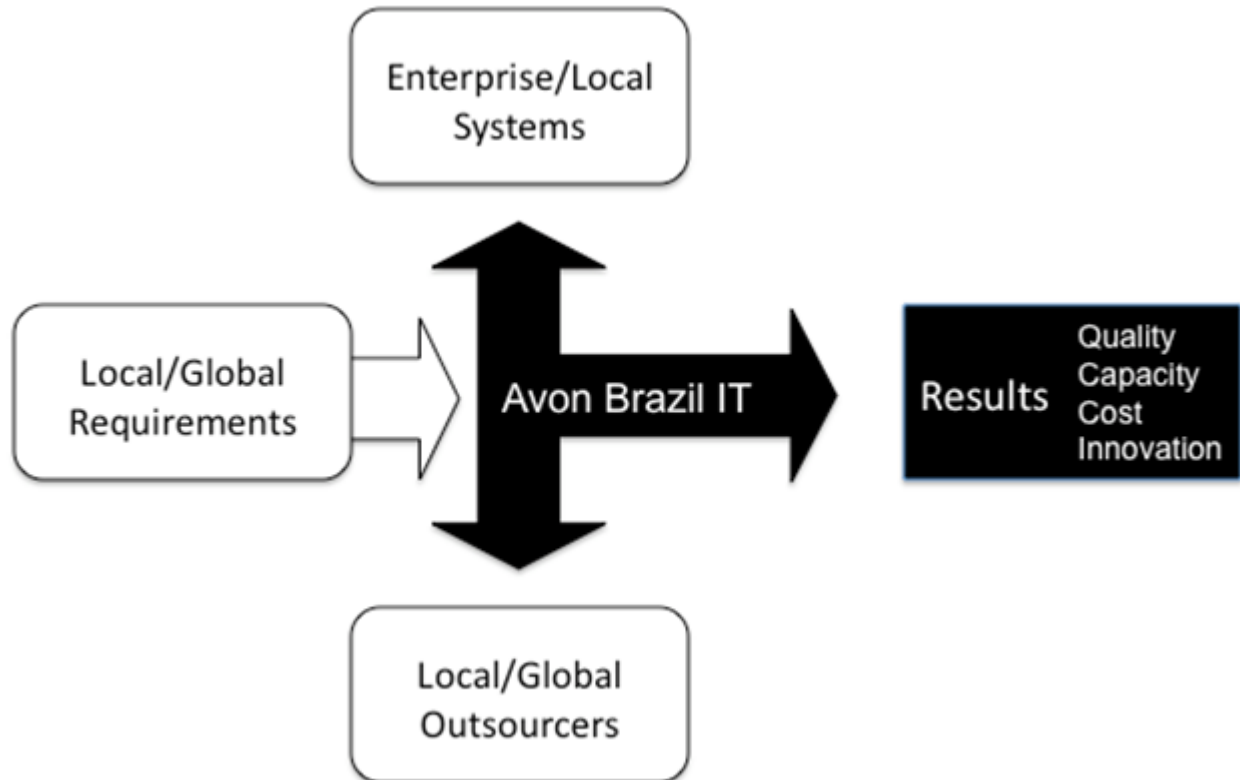 Enterprise/Local
Systems
Local/Global
Requirements
Avon Brazil IT
Results
Quality
Capacity
Cost
Innovation
Local/Global
Outsourcers